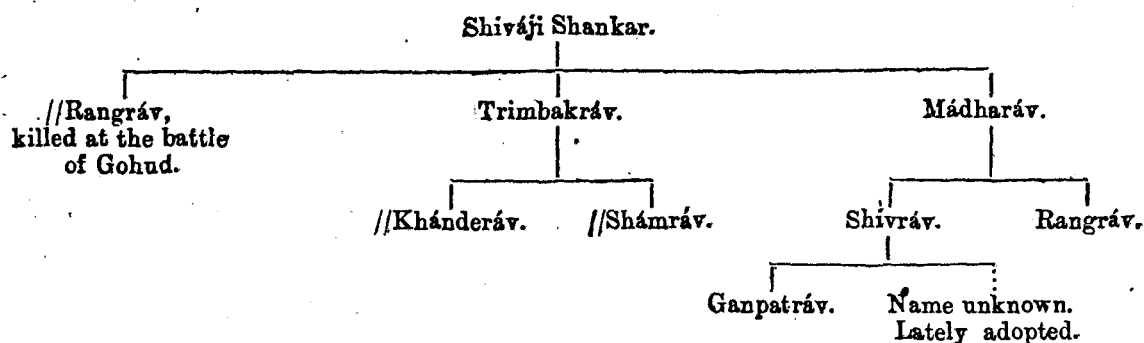 Shiváji Shankar.
//Rangráv,
killed at the battle
of Gohud.
Trimbakráv.
Mádharáv.
//Khánderáv.
//Shámráv.
Shivráv.
Rangráv.
Ganpatráv.
Name unknown.
Lately adopted.